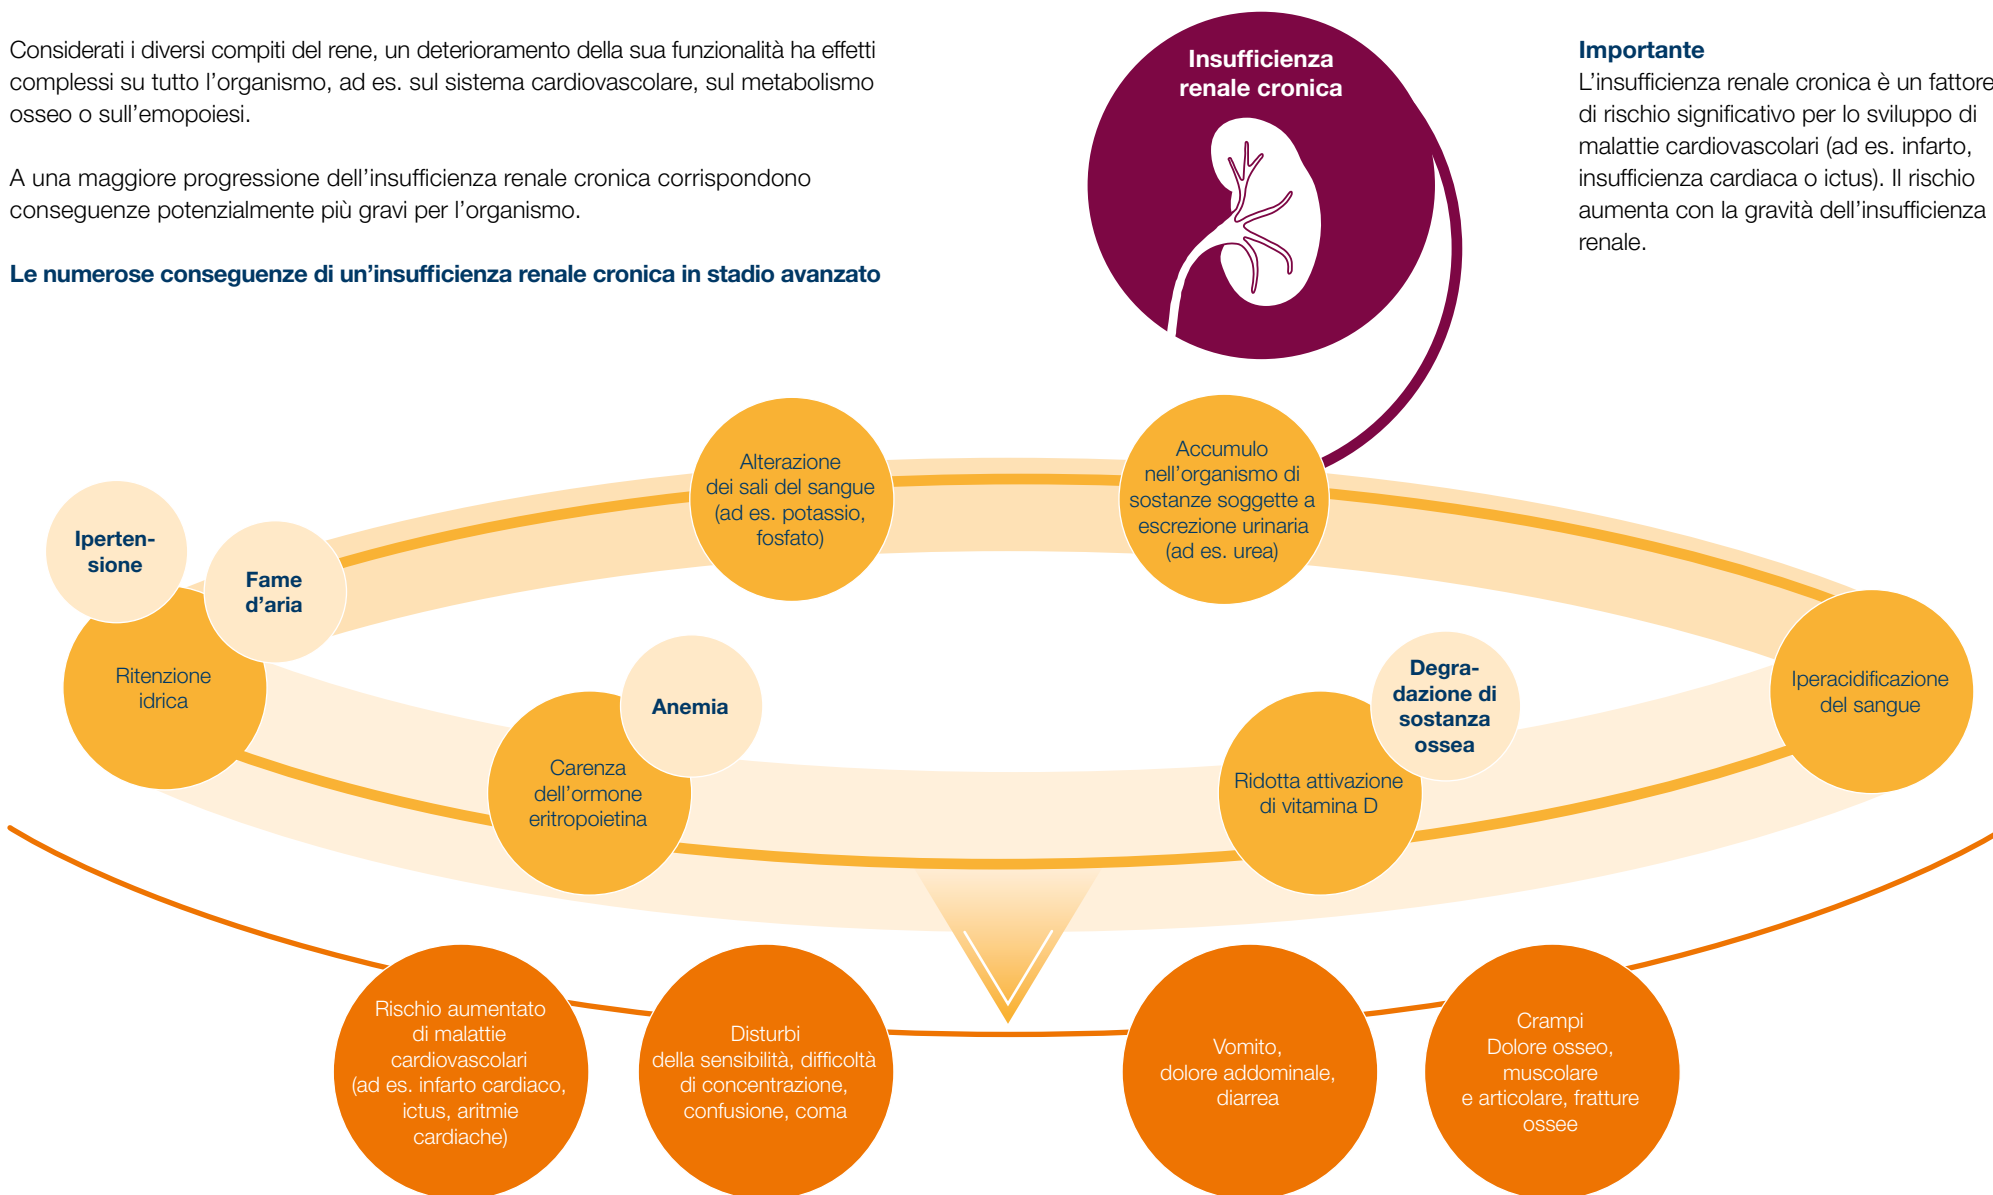 Considerati i diversi compiti del rene, un deterioramento della sua funzionalità ha effetti
complessi su tutto l’organismo, ad es. sul sistema cardiovascolare, sul metabolismo
osseo o sull’emopoiesi.
A una maggiore progressione dell’insufficienza renale cronica corrispondono
conseguenze potenzialmente più gravi per l’organismo.
Le numerose conseguenze di un’insufficienza renale cronica in stadio avanzato
Insufficienza
renale cronica
Importante
L’insufficienza renale cronica è un fattore
di rischio significativo per lo sviluppo di
malattie cardiovascolari (ad es. infarto,
insufficienza cardiaca o ictus). Il rischio
aumenta con la gravità dell’insufficienza
renale.
Alterazione
dei sali del sangue
(ad es. potassio,
fosfato)
Accumulo
nell’organismo di
sostanze soggette a
escrezione urinaria
(ad es. urea)
Iperten-
sione
Fame
d’aria
Ritenzione
idrica
Anemia
Carenza
dell’ormone
eritropoietina
Degra-
dazione di
sostanza
ossea
Ridotta attivazione
di vitamina D
Iperacidificazione
del sangue
Rischio aumentato
di malattie
cardiovascolari
(ad es. infarto cardiaco,
ictus, aritmie
cardiache)
Disturbi
della sensibilità, difficoltà
di concentrazione,
confusione, coma
Vomito,
dolore addominale,
diarrea
Crampi
Dolore osseo,
muscolare
e articolare, fratture
ossee